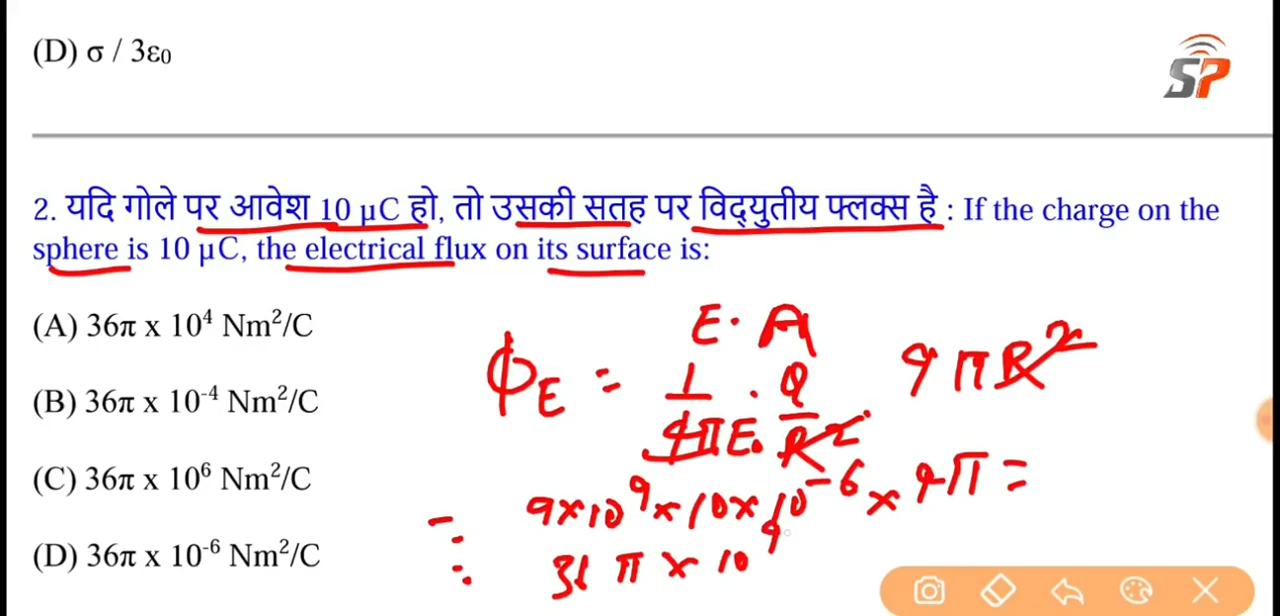 (D) σ / 3ε₀
SP
2. यदि गोले पर आवेश 10 µC हो, तो उसकी सतह पर विद्युतीय फ्लक्स है : If the charge on the
sphere is 10 µC, the electrical flux on its surface is:
(A) 36π x 10⁴ Nm²/C
(B) 36π x 10⁻⁴ Nm²/C
(C) 36π x 10⁶ Nm²/C
(D) 36π x 10⁻⁶ Nm²/C
E. A
ϕE = 1/4πE₀ . Q/R² 4πR²
= 9×10⁹×10×10⁻⁶×4π =
36 π × 10⁴